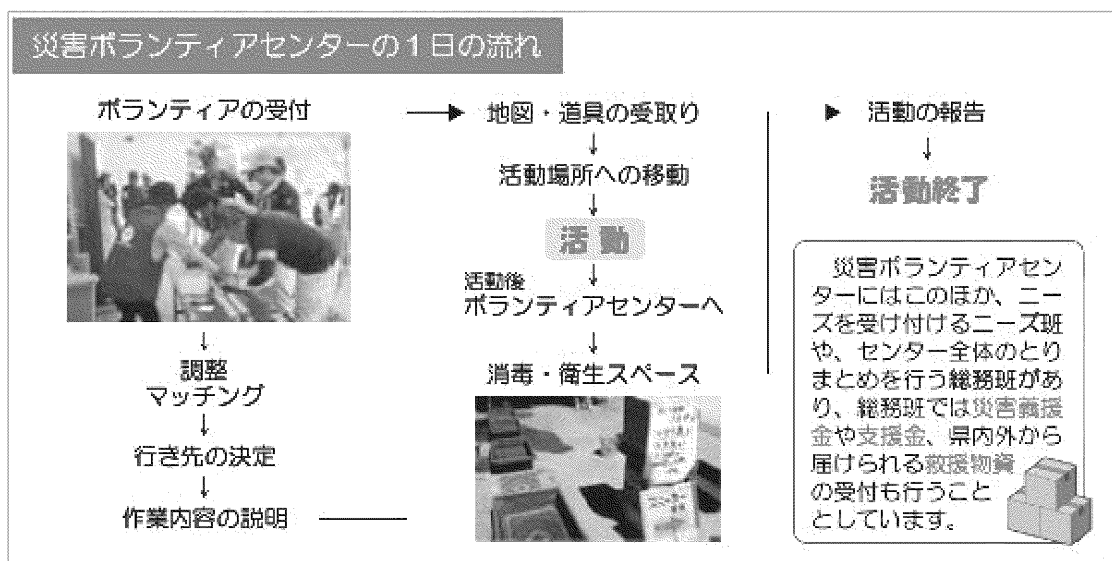 災害ボランティアセンターの1日の流れ
ボランティアの受付
調整
マッチング
行き先の決定
作業内容の説明
地図・道具の受取り
活動場所への移動
活動
活動後
ボランティアセンターへ
消毒・衛生スペース
活動の報告
活動終了
災害ボランティアセン
ターにはこのほか、ニー
ズを受け付けるニーズ班
や、センター全体のとり
まとめを行う総務班があ
り、総務班では災害義援
金や支援金、県内外から
届けられる救援物資
の受付も行うこと
としています。